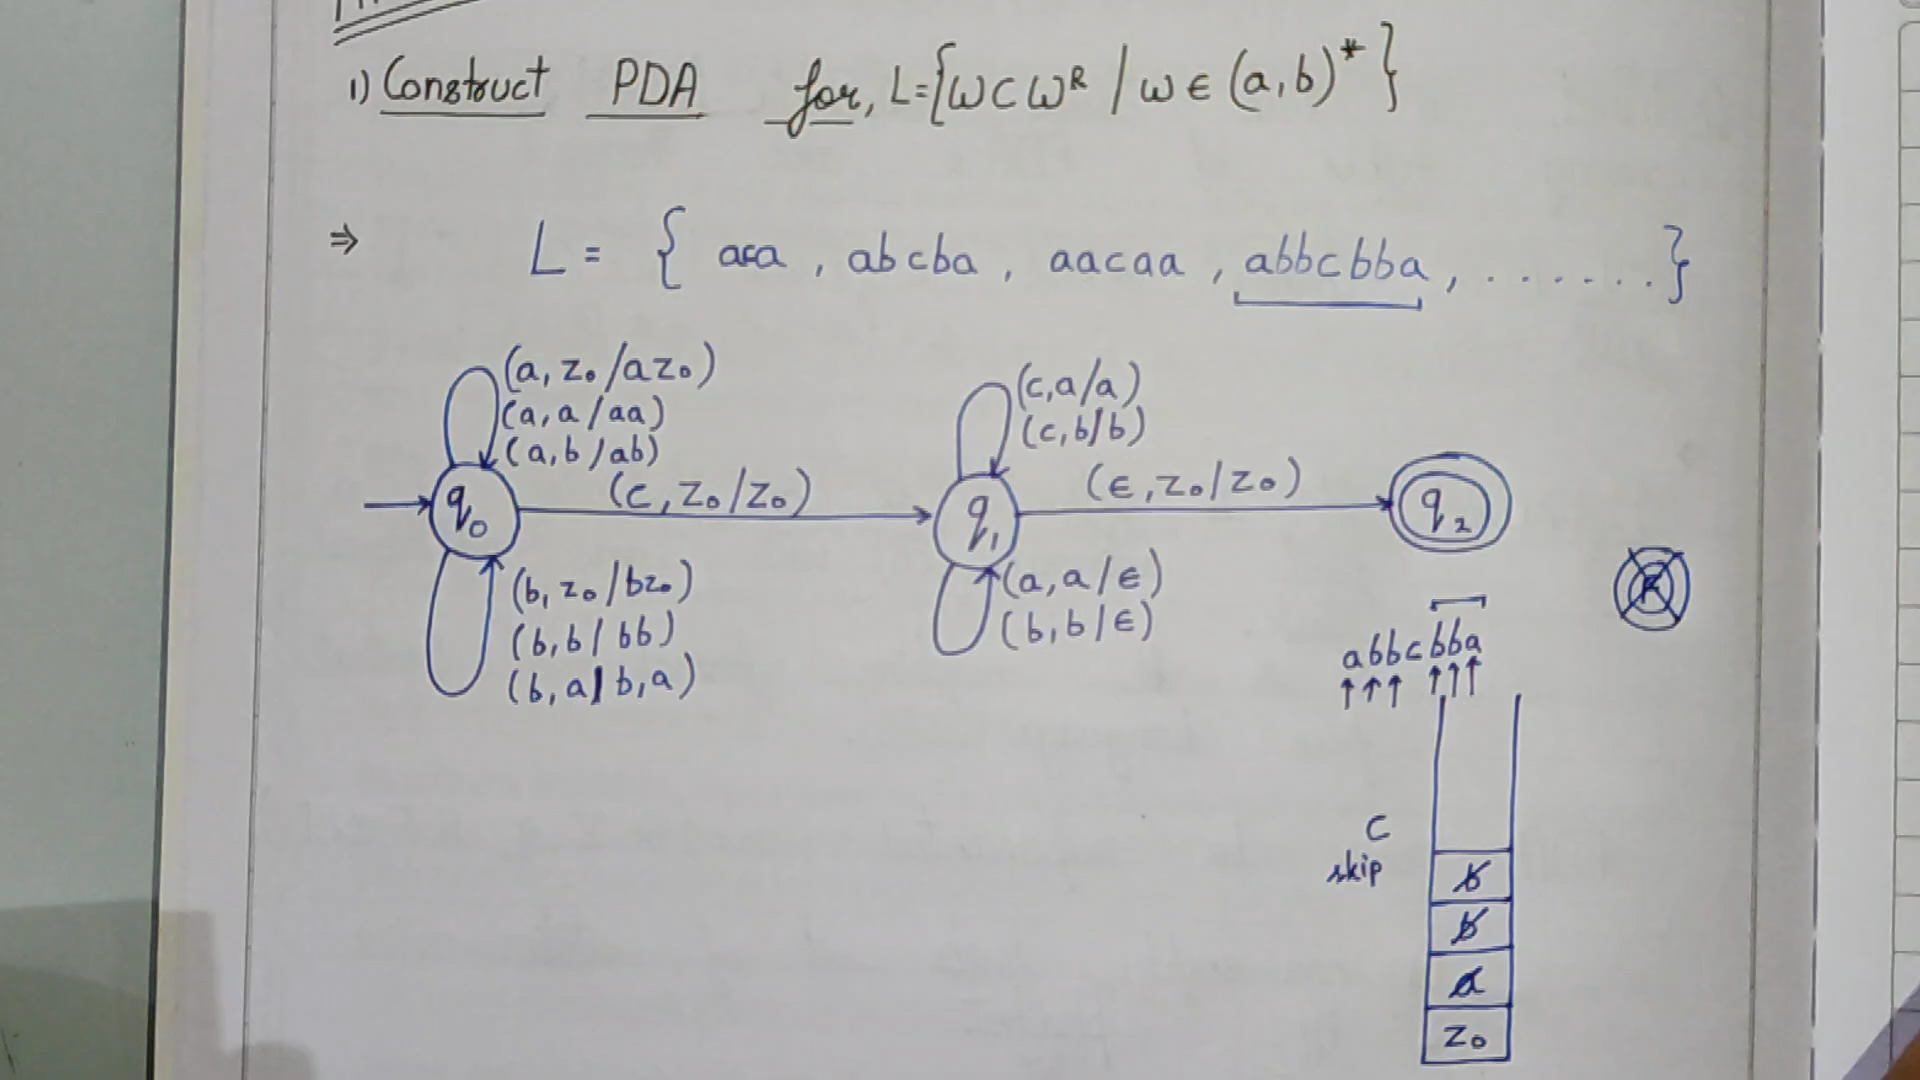 1) Construct PDA for, L={ωcω^R / ω ∈ (a,b)*}
⇒ L = { aca , abcba , aacaa , abbcbba , ....... }
(a, z₀/az₀)
(a, a/aa)
(a, b/ab)
(c, a/a)
(c, b/b)
q₀
(c, z₀/z₀)
q₁
(ϵ, z₀/z₀)
q₂
(b, z₀/bz₀)
(b, b/bb)
(b, a/b,a)
(a, a/ϵ)
(b, b/ϵ)
abbcbba
↑↑↑ ↑↑↑
c
skip
b
b
a
z₀